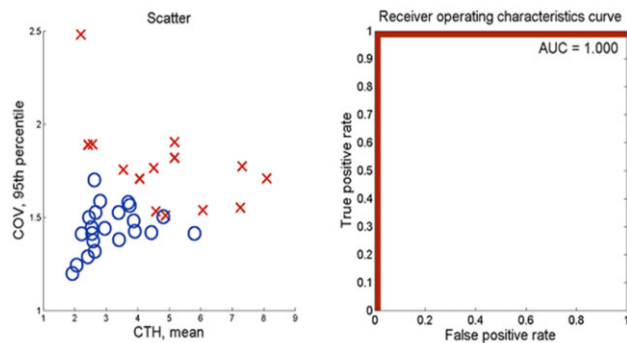 Scatter
2.5
2
1.5
1
COV, 95th percentile
1 2 3 4 5 6 7 8 9
CTH, mean
Receiver operating characteristics curve
AUC = 1.000
1
0.9
0.8
0.7
0.6
0.5
0.4
0.3
0.2
0.1
0
True positive rate
0 0.2 0.4 0.6 0.8 1
False positive rate